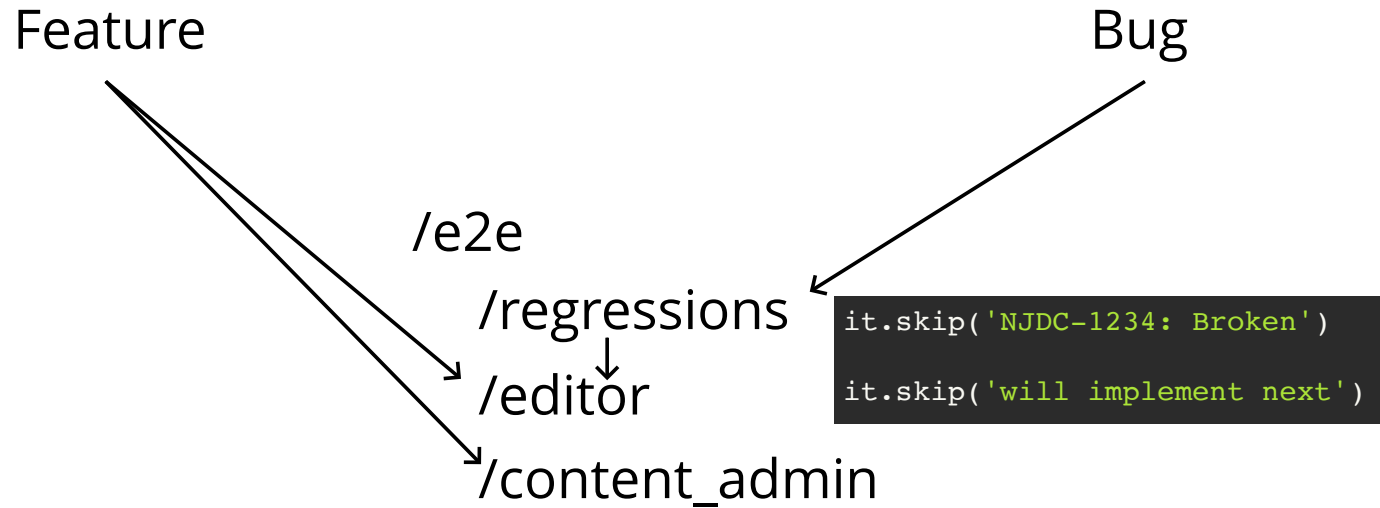 Feature
Bug
/e2e
/regressions
it.skip('NJDC-1234: Broken')
/editor
it.skip('will implement next')
/content_admin